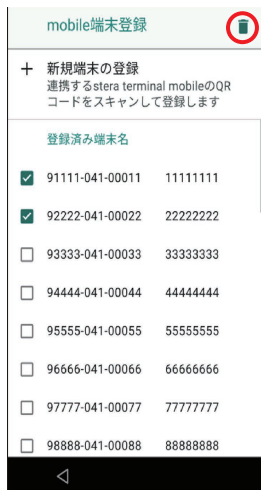 mobile端末登録
新規端末の登録
連携するstera terminal mobileのQR
コードをスキャンして登録します
登録済み端末名
91111-041-00011 11111111
92222-041-00022 22222222
93333-041-00033 33333333
94444-041-00044 44444444
95555-041-00055 55555555
96666-041-00066 66666666
97777-041-00077 77777777
98888-041-00088 88888888